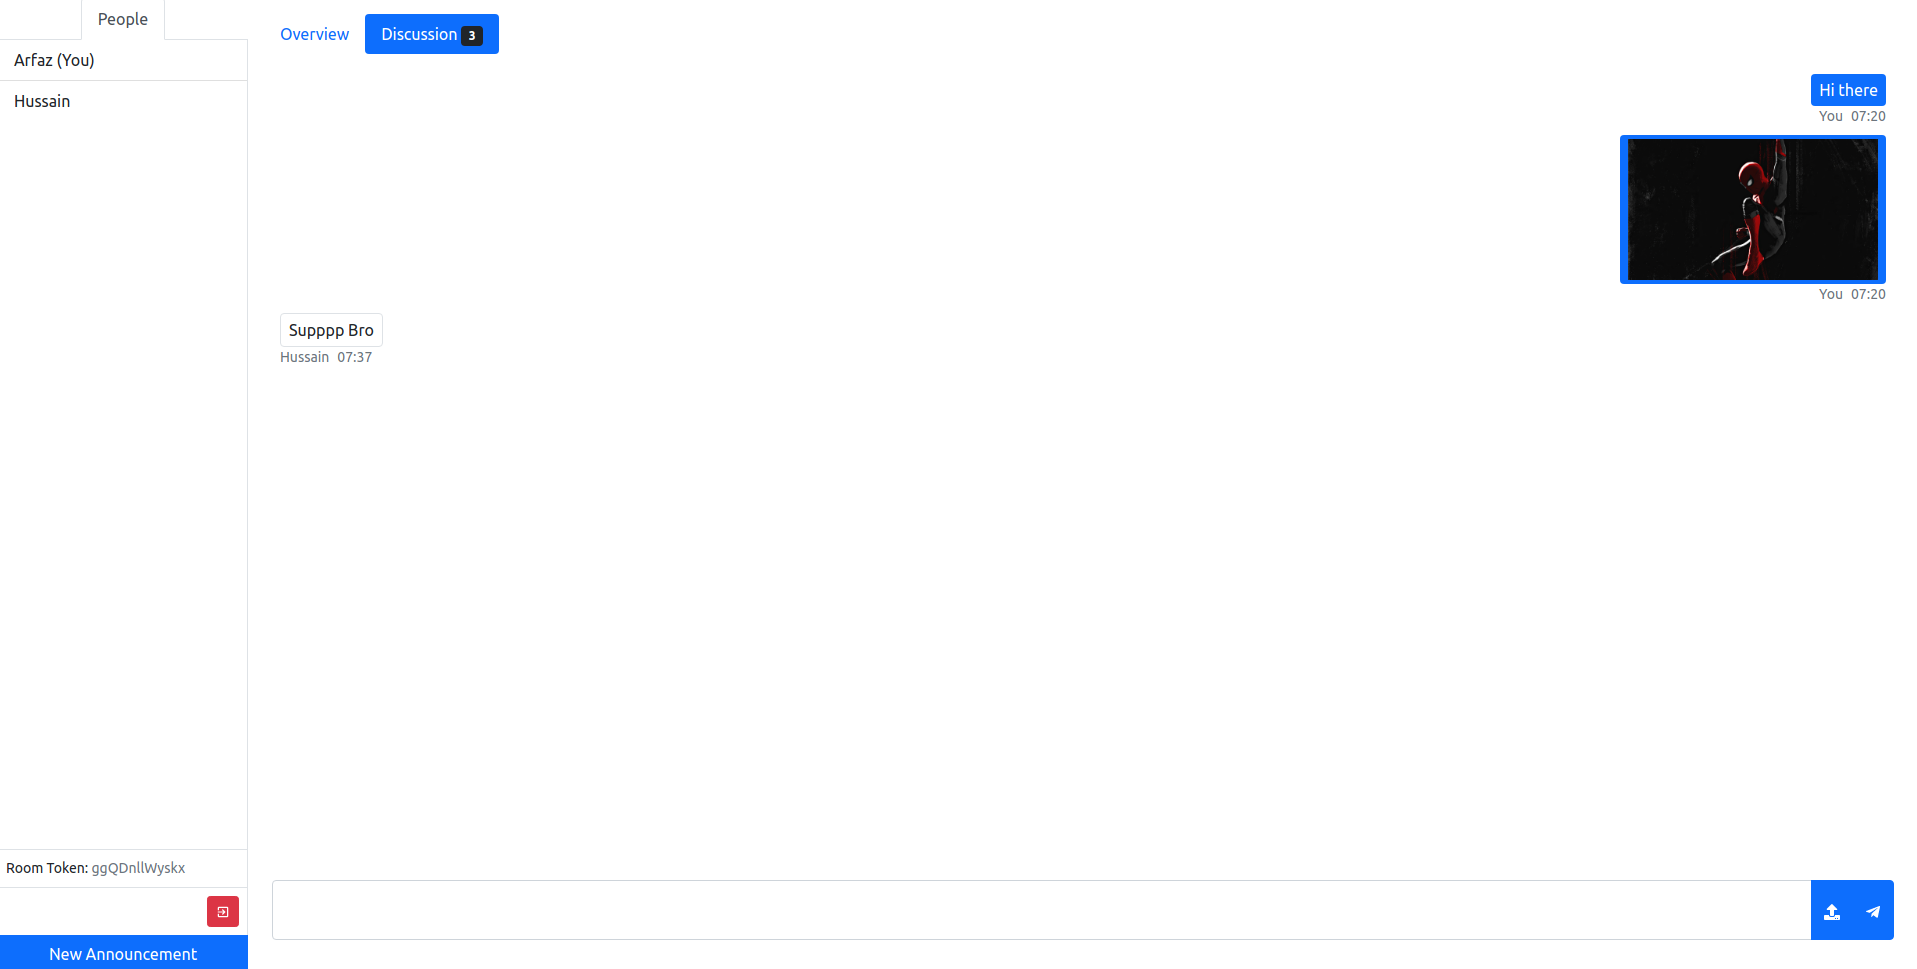 People
Arfaz (You)
Hussain
Overview
Discussion 3
Hi there
You 07:20
You 07:20
Supppp Bro
Hussain 07:37
Room Token: ggQDnllWyskx
New Announcement